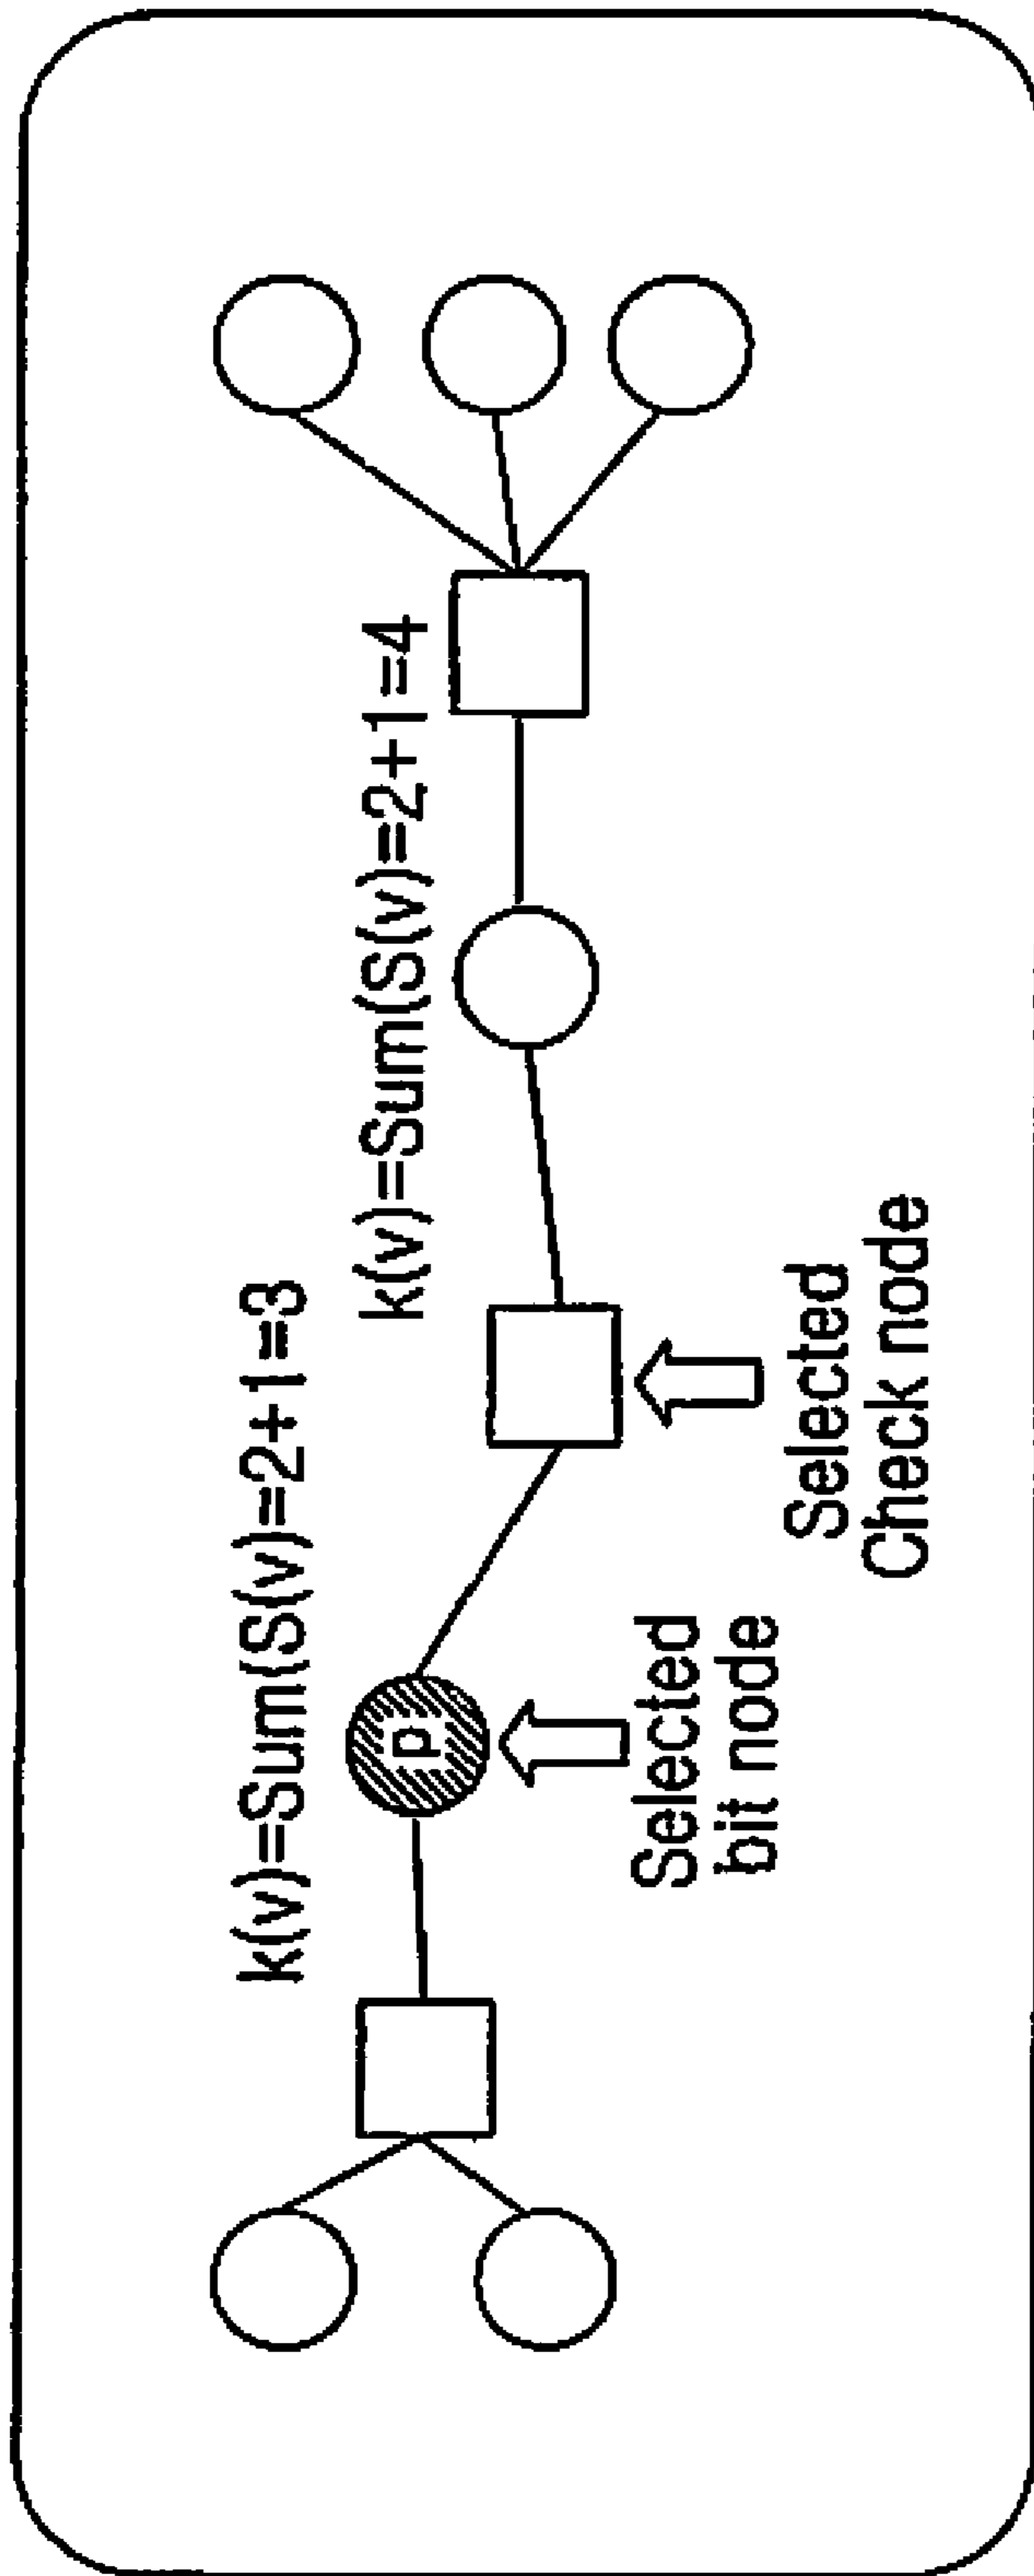 k(v)=Sum(S(v)=2+1=3
k(v)=Sum(S(v)=2+1=4
p
Selected
bit node
Selected
Check node